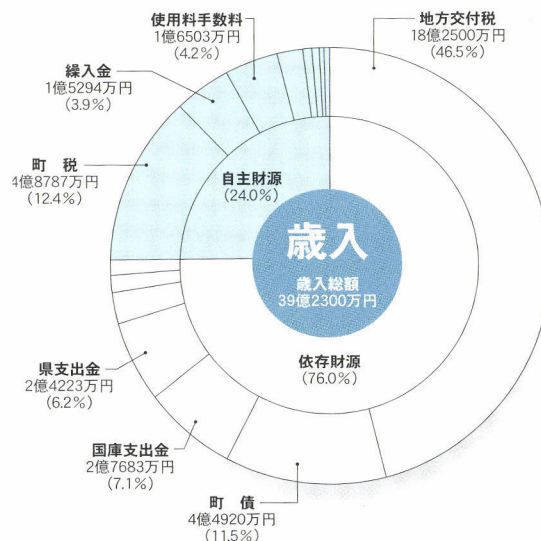 地方交付税
18億2500万円
(46.5%)
使用料手数料
1億6503万円
(4.2%)
繰入金
1億5294万円
(3.9%)
町 税
4億8787万円
(12.4%)
自主財源
(24.0%)
歳入
歳入総額
39億2300万円
依存財源
(76.0%)
県支出金
2億4223万円
(6.2%)
国庫支出金
2億7683万円
(7.1%)
町 債
4億4920万円
(11.5%)